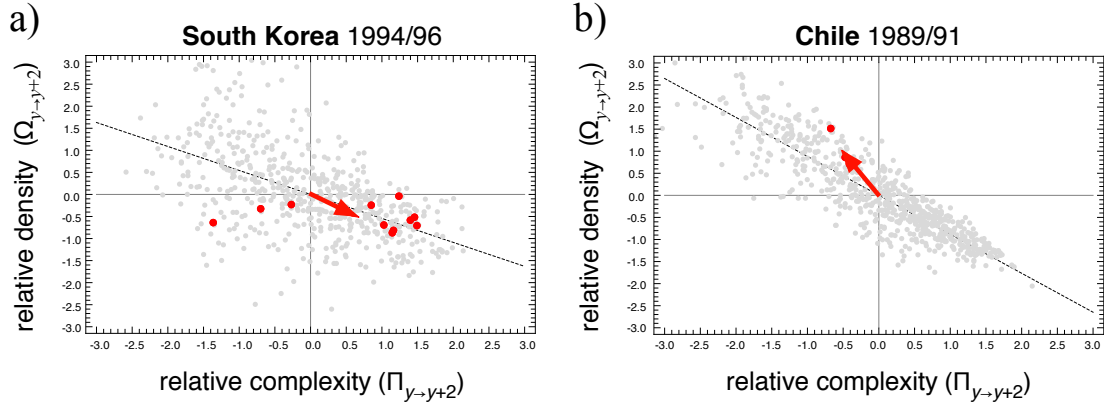 a)
South Korea 1994/96
relative density (Ω y→y+2)
3.0
2.5
2.0
1.5
1.0
0.5
0.0
-0.5
-1.0
-1.5
-2.0
-2.5
-3.0
-3.0 -2.5 -2.0 -1.5 -1.0 -0.5 0.0 0.5 1.0 1.5 2.0 2.5 3.0
relative complexity (Π y→y+2)
b)
Chile 1989/91
relative density (Ω y→y+2)
3.0
2.5
2.0
1.5
1.0
0.5
0.0
-0.5
-1.0
-1.5
-2.0
-2.5
-3.0
-3.0 -2.5 -2.0 -1.5 -1.0 -0.5 0.0 0.5 1.0 1.5 2.0 2.5 3.0
relative complexity (Π y→y+2)